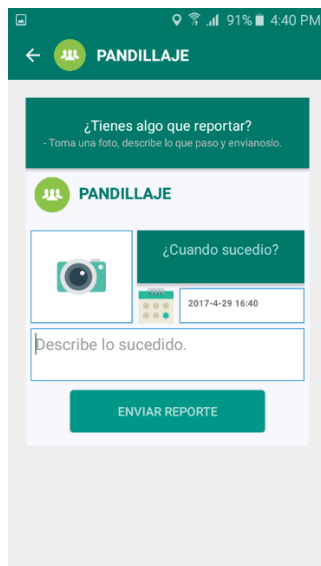 91% 4:40 PM
PANDILLAJE
¿Tienes algo que reportar?
- Toma una foto, describe lo que paso y envianoslo.
PANDILLAJE
¿Cuando sucedio?
2017-4-29 16:40
Describe lo sucedido.
ENVIAR REPORTE